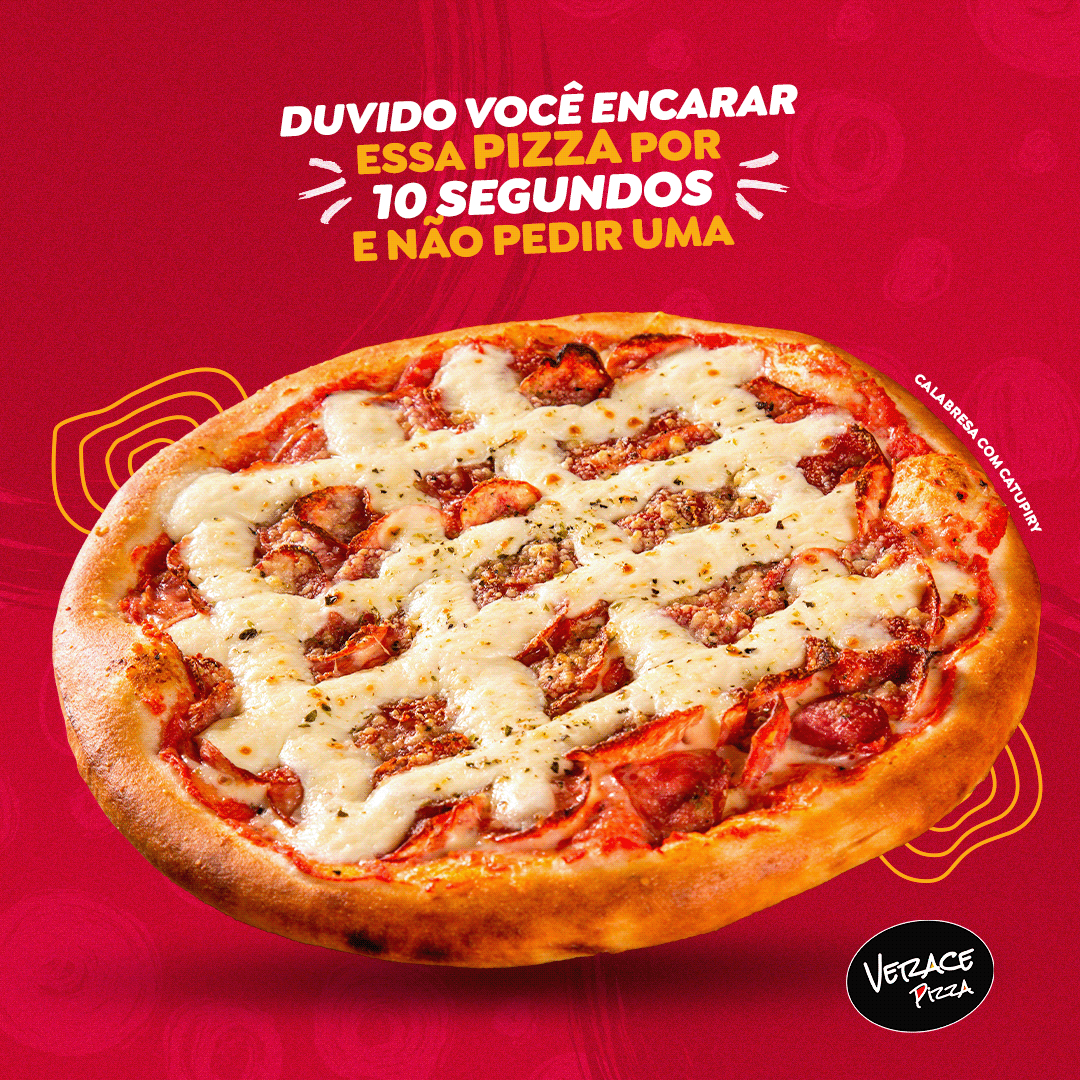 DUVIDO VOCÊ ENCARAR
ESSA PIZZA POR
10 SEGUNDOS
E NÃO PEDIR UMA
CALABRESA COM CATUPIRY
VERACE
PIZZA